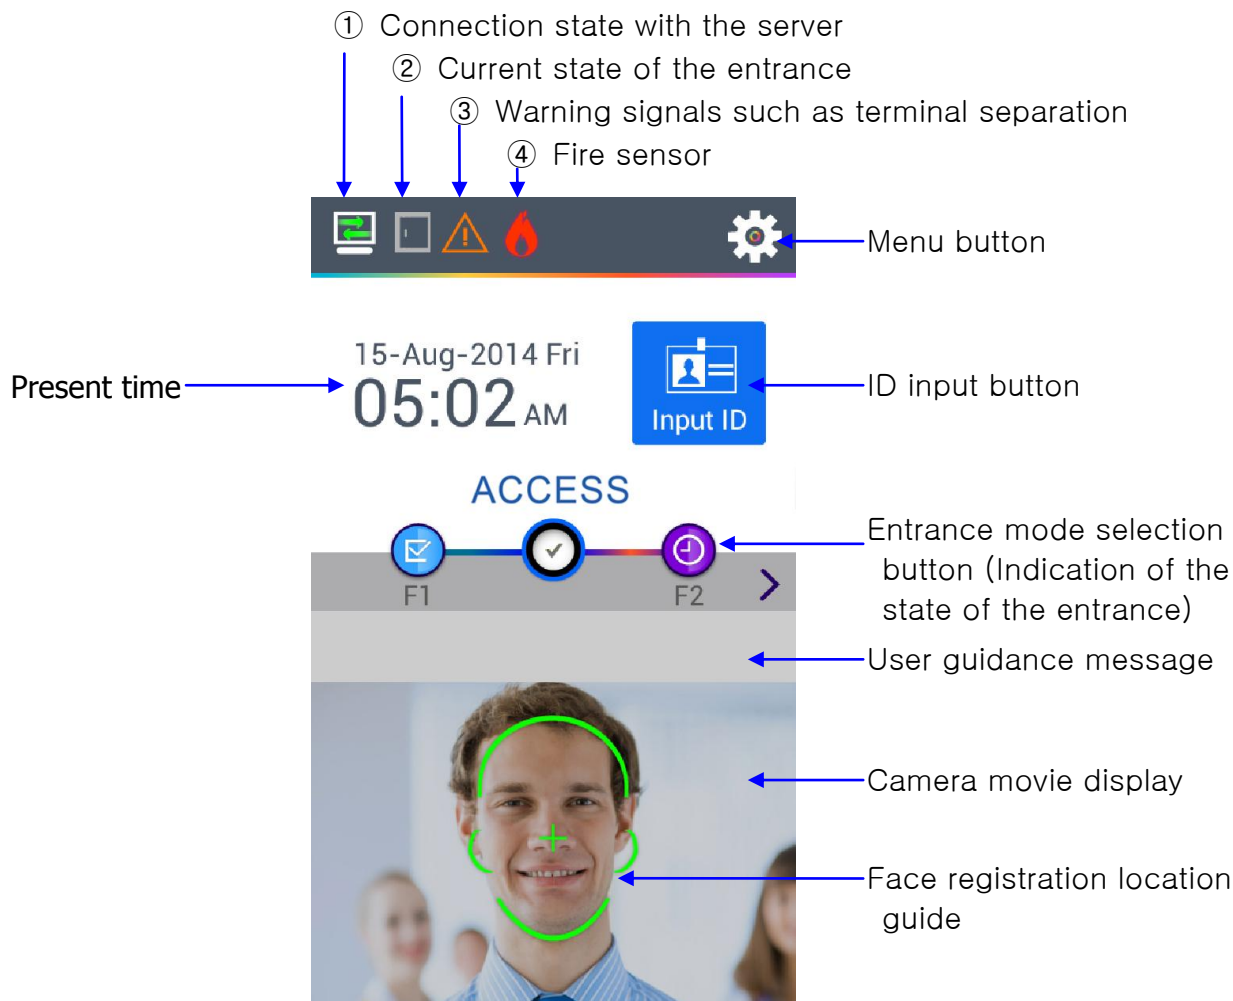 ① Connection state with the server
② Current state of the entrance
③ Warning signals such as terminal separation
④ Fire sensor
Menu button
15-Aug-2014 Fri
Present time
05:02 AM
Input ID
ID input button
ACCESS
F1
F2
Entrance mode selection
button (Indication of the
state of the entrance)
User guidance message
Camera movie display
Face registration location
guide